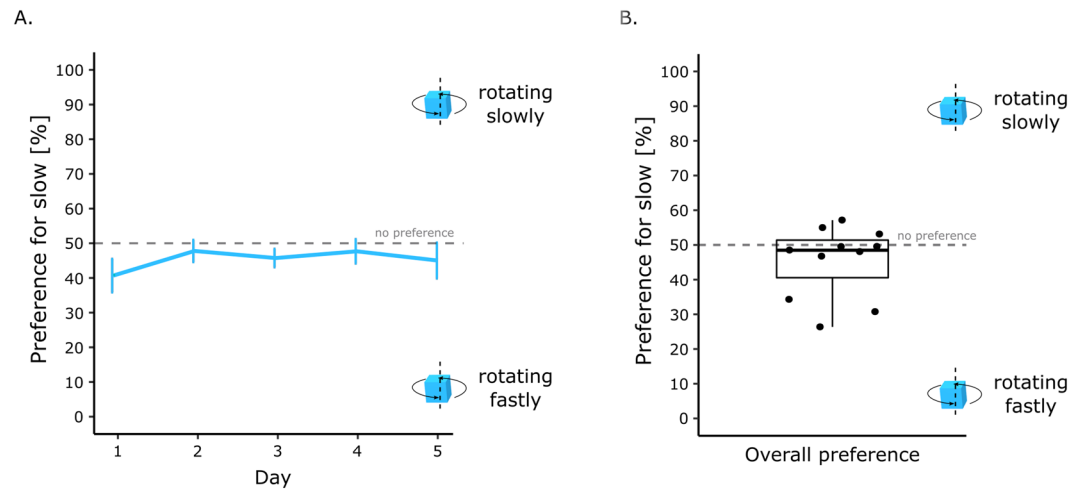 A.
Preference for slow [%]
100
90
80
70
60
50
40
30
20
10
0
no preference
rotating
slowly
rotating
fastly
1 2 3 4 5
Day
B.
Preference for slow [%]
100
90
80
70
60
50
40
30
20
10
0
no preference
rotating
slowly
rotating
fastly
Overall preference